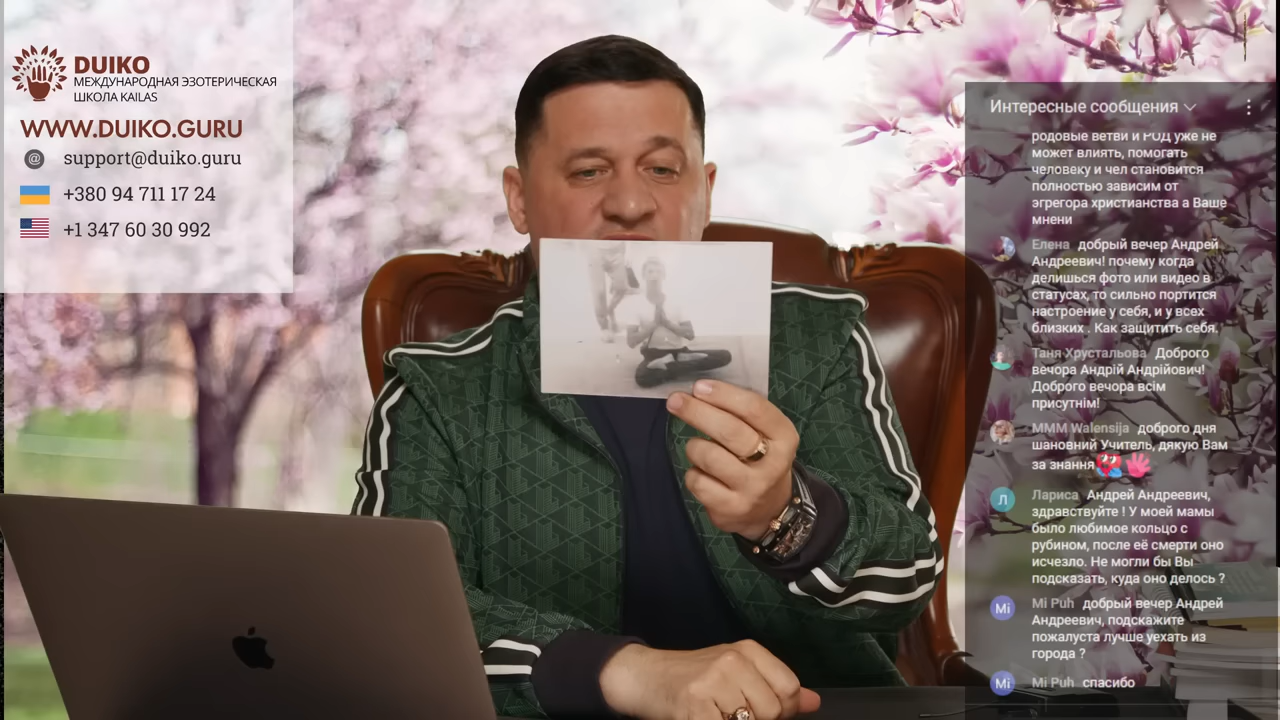 DUIKO
МЕЖДУНАРОДНАЯ ЭЗОТЕРИЧЕСКАЯ
ШКОЛА KAILAS
WWW.DUIKO.GURU
@ support@duiko.guru
+380 94 711 17 24
+1 347 60 30 992
Интересные сообщения
родовые ветви и РОД уже не
может влиять, помогать
человеку и чел становится
полностью зависим от
эгрегора христианства а Ваше
мнени
Елена добрый вечер Андрей
Андреевич! почему когда
делишься фото или видео в
статусах, то сильно портится
настроение у себя, и у всех
близких . Как защитить себя.
Таня Хрустальова Доброго
вечора Андрій Андрійович!
Доброго вечора всім
присутнім!
MMM Walensija доброго дня
шановний Учитель, дякую Вам
за знання
Л Лариса Андрей Андреевич,
здравствуйте ! У моей мамы
было любимое кольцо с
рубином, после её смерти оно
исчезло. Не могли бы Вы
подсказать, куда оно делось ?
Mi Mi Puh добрый вечер Андрей
Андреевич, подскажите
пожалуста лучше уехать из
города ?
Mi Mi Puh спасибо